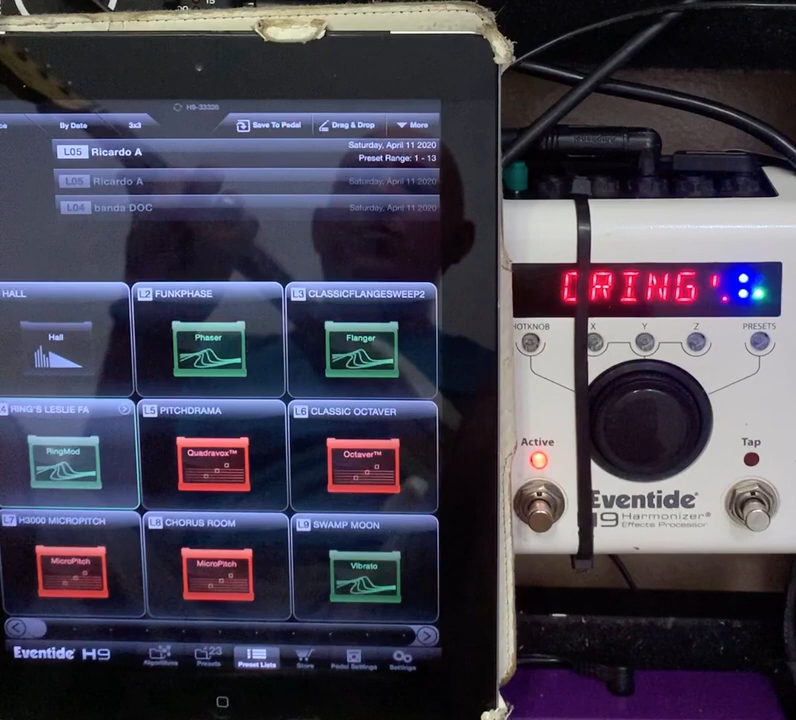 20 15
H9-33328
By Date 3x3 Save To Pedal Drag & Drop More
L05 Ricardo A Saturday, April 11 2020
Preset Range: 1 - 13
L05 Ricardo A Saturday, April 11 2020
L04 banda DOC Saturday, April 11 2020
HALL L2 FUNKPHASE L3 CLASSICFLANGESWEEP2
Hall Phaser Flanger
RING'S LESLIE FA L5 PITCHDRAMA L6 CLASSIC OCTAVER
RingMod Quadravox™ Octaver™
L7 H3000 MICROPITCH L8 CHORUS ROOM L9 SWAMP MOON
MicroPitch MicroPitch Vibrato
Eventide® H9 Algorithms Presets Preset Lists Store Pedal Settings Settings
HOTKNOB X Y Z PRESETS
Active Tap
Eventide®
H9 Harmonizer®
Effects Processor